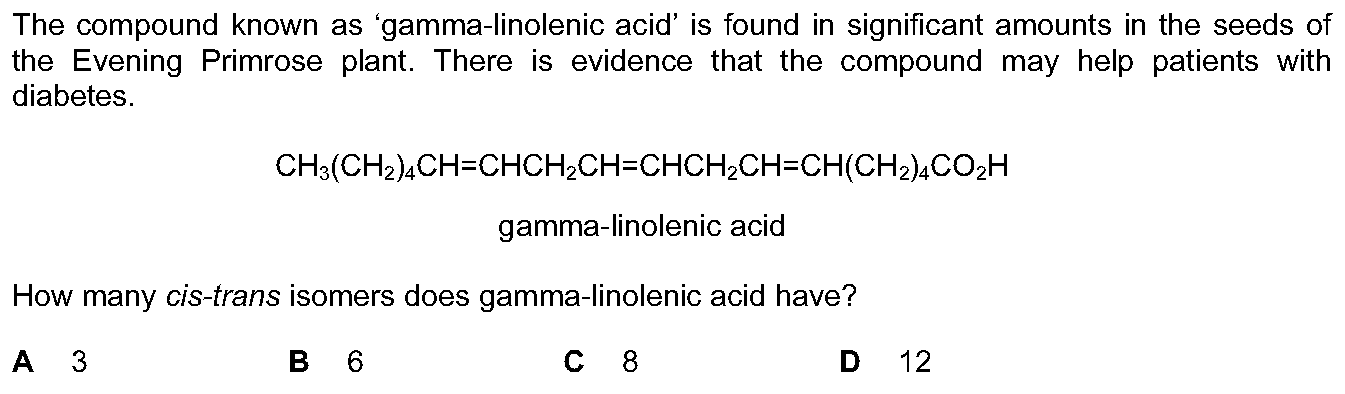 The compound known as ‘gamma-linolenic acid’ is found in significant amounts in the seeds of
the Evening Primrose plant. There is evidence that the compound may help patients with
diabetes.
CH₃(CH₂)₄CH=CHCH₂CH=CHCH₂CH=CH(CH₂)₄CO₂H
gamma-linolenic acid
How many cis-trans isomers does gamma-linolenic acid have?
A 3 B 6 C 8 D 12